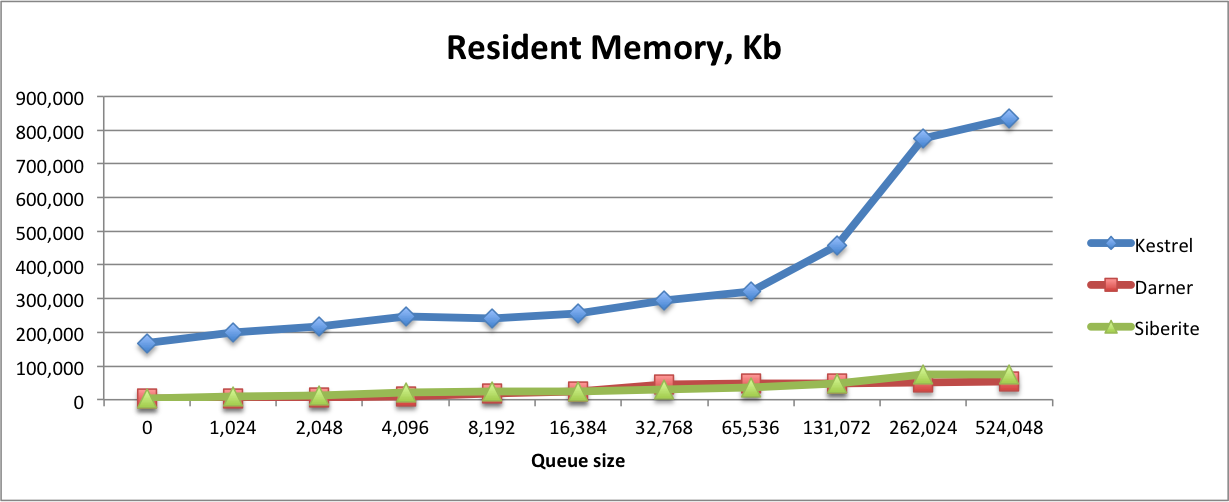 Resident Memory, Kb
900,000
800,000
700,000
600,000
500,000
400,000
300,000
200,000
100,000
0
0 1,024 2,048 4,096 8,192 16,384 32,768 65,536 131,072 262,024 524,048
Queue size
Kestrel
Darner
Siberite